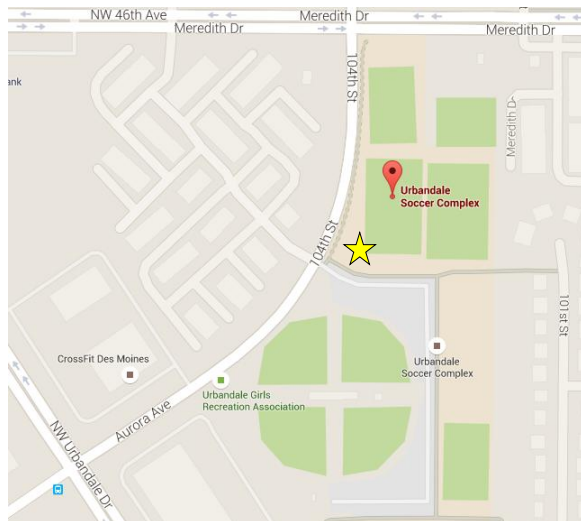 NW 46th Ave
Meredith Dr
Meredith Dr
Meredith Dr
ank
104th St
Meredith D
Urbandale
Soccer Complex
104th St
101st St
CrossFit Des Moines
Urbandale
Soccer Complex
Urbandale Girls
Recreation Association
Aurora Ave
NW Urbandale Dr